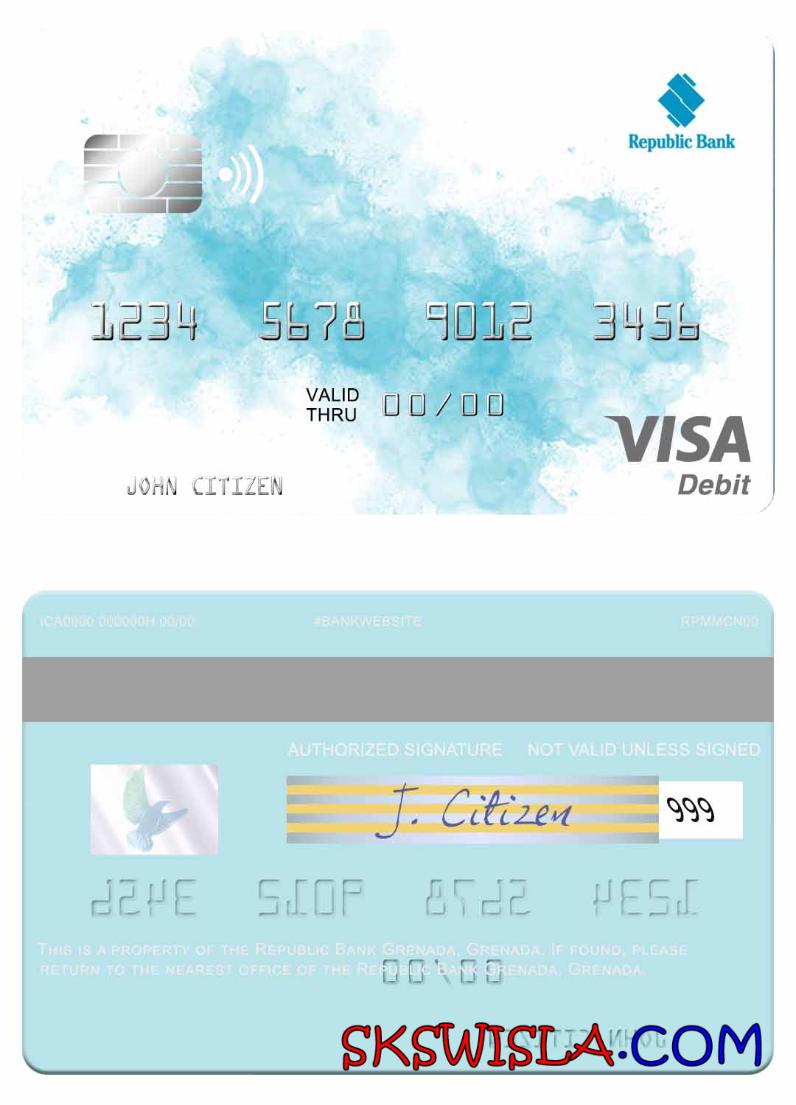 Republic Bank
1234 5678 9012 3456
VALID
THRU 00/00
VISA
Debit
JOHN CITIZEN
ICA0000 000000H 00/00 #BANKWEBSITE RPMMCN00
AUTHORIZED SIGNATURE NOT VALID UNLESS SIGNED
J. Citizen 999
THIS IS A PROPERTY OF THE REPUBLIC BANK GRENADA, GRENADA. IF FOUND, PLEASE
RETURN TO THE NEAREST OFFICE OF THE REPUBLIC BANK GRENADA, GRENADA.
SKSWISLA.COM